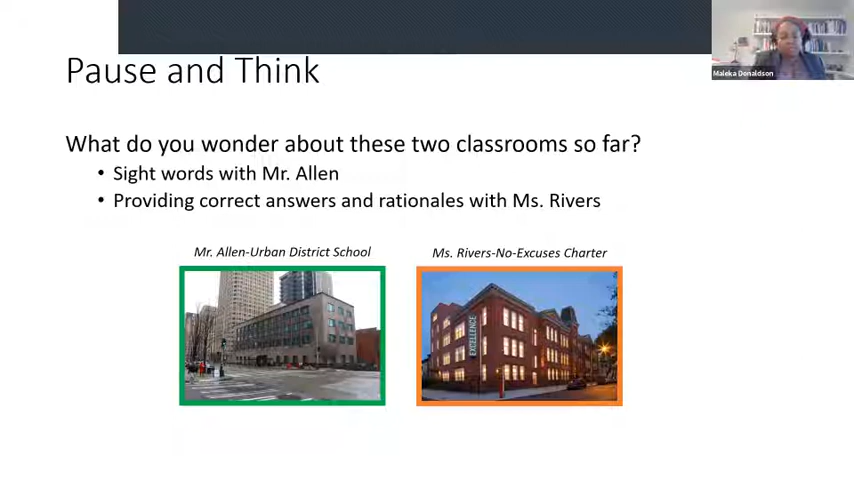 Pause and Think
Maleka Donaldson
What do you wonder about these two classrooms so far?
• Sight words with Mr. Allen
• Providing correct answers and rationales with Ms. Rivers
Mr. Allen-Urban District School
Ms. Rivers-No-Excuses Charter
EXCELLENCE